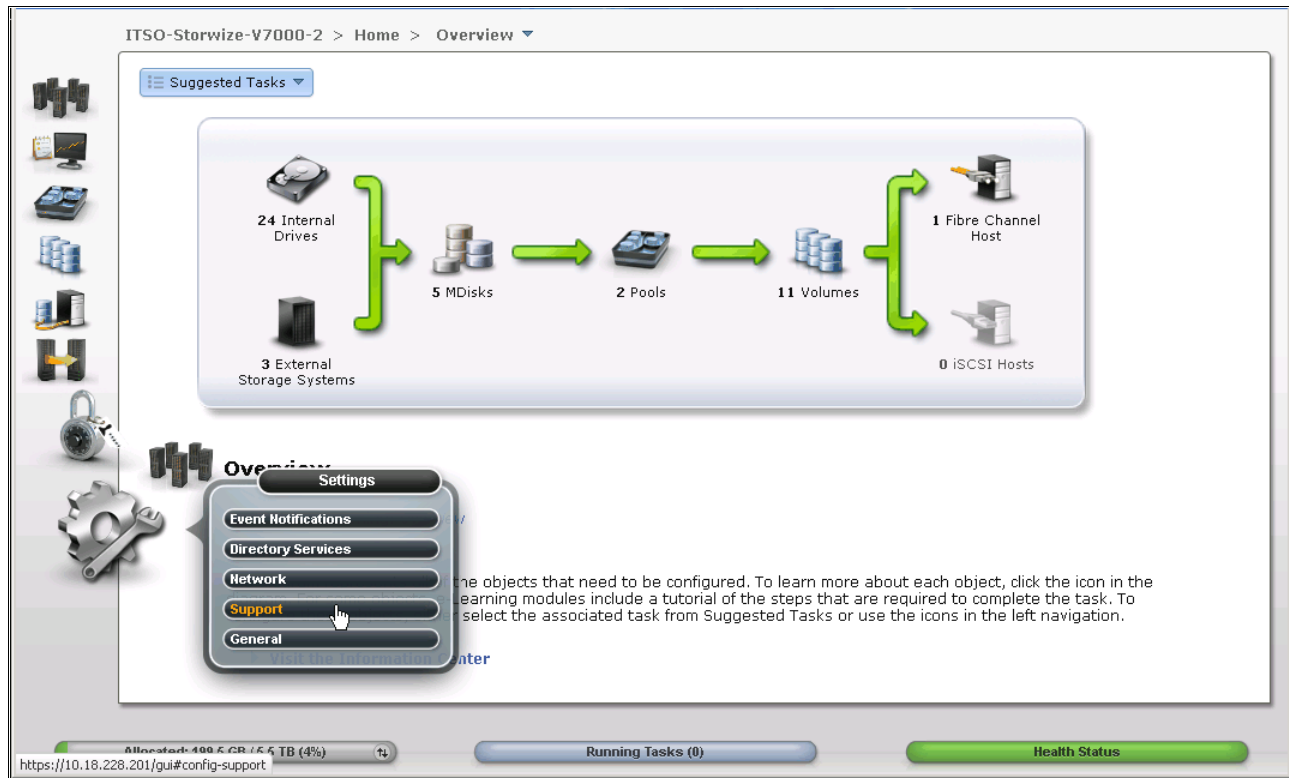 ITSO-Storwize-V7000-2 > Home > Overview
Suggested Tasks
24 Internal
Drives
3 External
Storage Systems
5 MDisks
2 Pools
11 Volumes
1 Fibre Channel
Host
0 iSCSI Hosts
Overview
Settings
Event Notifications
Directory Services
Network
Support
General
the objects that need to be configured. To learn more about each object, click the icon in the
Learning modules include a tutorial of the steps that are required to complete the task. To
select the associated task from Suggested Tasks or use the icons in the left navigation.
Visit the Information Center
Allocated: 199.5 GB / 5.5 TB (4%)
Running Tasks (0)
Health Status
https://10.18.228.201/gui#config-support